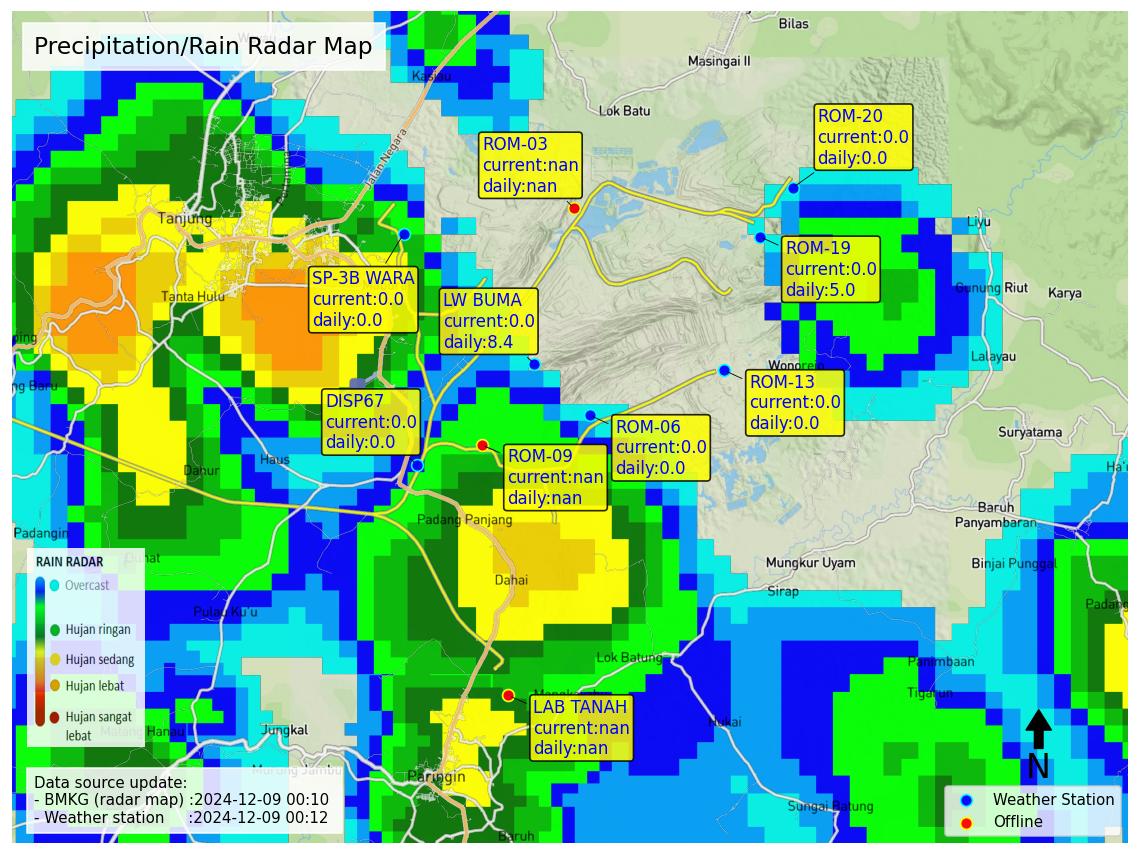 Precipitation/Rain Radar Map
Bilas
Masingai II
Kasiau
Lok Batu
ROM-20
current:0.0
daily:0.0
ROM-03
current:nan
daily:nan
Jalan Negara
Tanjung
Liyu
ROM-19
current:0.0
daily:5.0
SP-3B WARA
current:0.0
daily:0.0
Tanta Hulu
LW BUMA
current:0.0
daily:8.4
Gunung Riut
Karya
Lalayau
ROM-13
current:0.0
daily:0.0
DISP67
current:0.0
daily:0.0
ROM-06
current:0.0
daily:0.0
Suryatama
Haus
Dahur
ROM-09
current:nan
daily:nan
Baruh
Panyambaran
Padang Panjang
Padangin
Mungkur Uyam
Binjai Punggal
Dahai
Sirap
RAIN RADAR
Overcast
Hujan ringan
Hujan sedang
Hujan lebat
Hujan sangat
lebat
Pulau Ku'u
Padang
Lok Batung
Panimbaan
Tigarun
LAB TANAH
current:nan
daily:nan
Hukai
Jungkal
Murung Jambu
Paringin
N
Sungai Batung
Baruh
Data source update:
- BMKG (radar map) :2024-12-09 00:10
- Weather station :2024-12-09 00:12
Weather Station
Offline